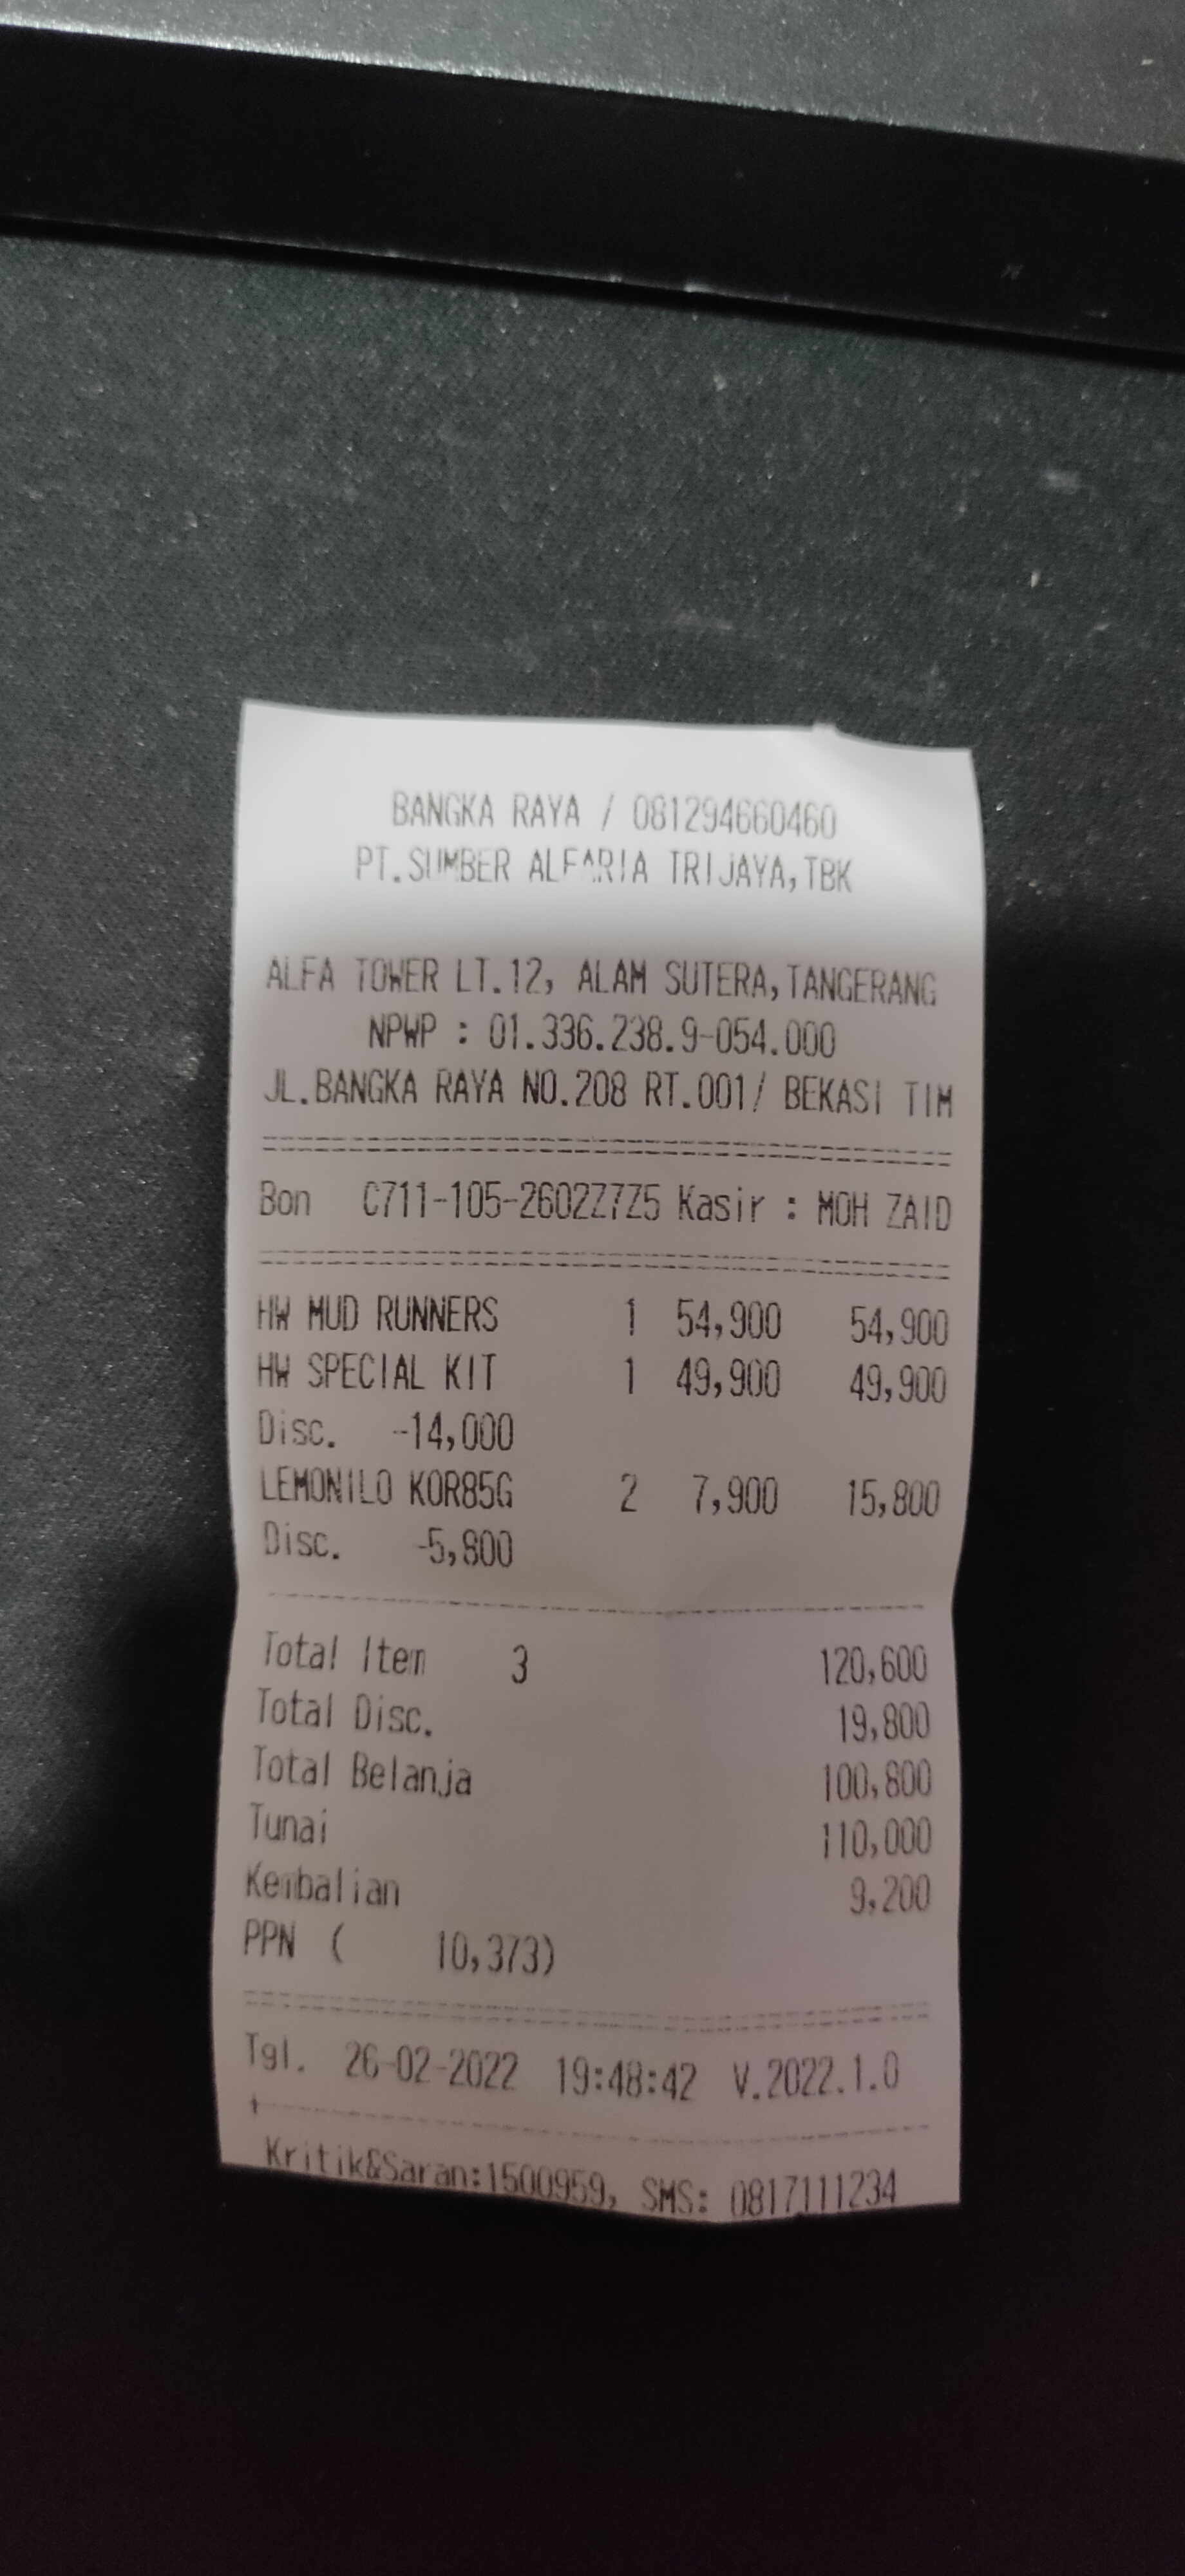 BANGKA RAYA / 081294660460
PT.SUMBER ALFARIA TRIJAYA,TBK
ALFA TOWER LT.12, ALAM SUTERA,TANGERANG
NPWP : 01.336.238.9-054.000
JL.BANGKA RAYA NO.208 RT.001/ BEKASI TIM
Bon C711-105-2602Z7Z5 Kasir : MOH ZAID
HW MUD RUNNERS 1 54,900 54,900
HW SPECIAL KIT 1 49,900 49,900
Disc. -14,000
LEMONILO KOR85G 2 7,900 15,800
Disc. -5,800
Total Item 3 120,600
Total Disc. 19,800
Total Belanja 100,800
Tunai 110,000
Kembalian 9,200
PPN ( 10,373)
Tgl. 26-02-2022 19:48:42 V.2022.1.0
Kritik&Saran:1500959, SMS: 0817111234